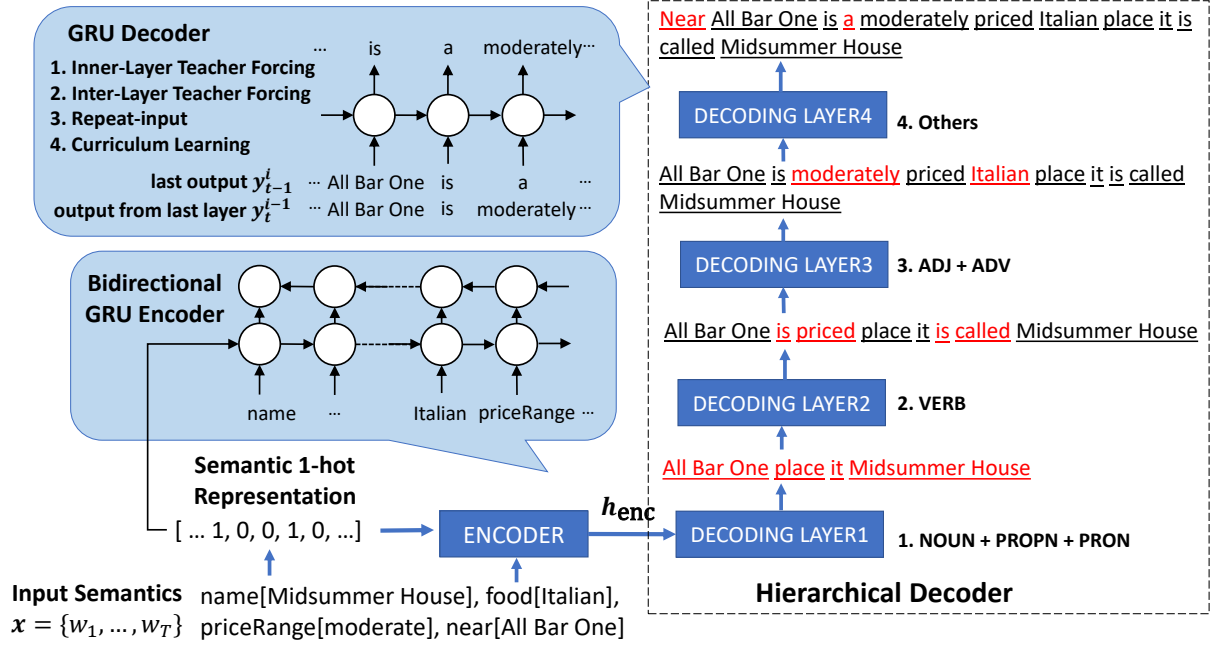 GRU Decoder
1. Inner-Layer Teacher Forcing
2. Inter-Layer Teacher Forcing
3. Repeat-input
4. Curriculum Learning
... is a moderately...
last output y_{t-1}^{i} ... All Bar One is a ...
output from last layer y_{t}^{i-1} ... All Bar One is moderately...
Bidirectional
GRU Encoder
name ... Italian priceRange ...
Semantic 1-hot
Representation
[ ... 1, 0, 0, 1, 0, ...]
ENCODER
h_enc
Input Semantics
x = {w_1, ..., w_T}
name[Midsummer House], food[Italian],
priceRange[moderate], near[All Bar One]
Near All Bar One is a moderately priced Italian place it is
called Midsummer House
DECODING LAYER4
4. Others
All Bar One is moderately priced Italian place it is called
Midsummer House
DECODING LAYER3
3. ADJ + ADV
All Bar One is priced place it is called Midsummer House
DECODING LAYER2
2. VERB
All Bar One place it Midsummer House
DECODING LAYER1
1. NOUN + PROPN + PRON
Hierarchical Decoder